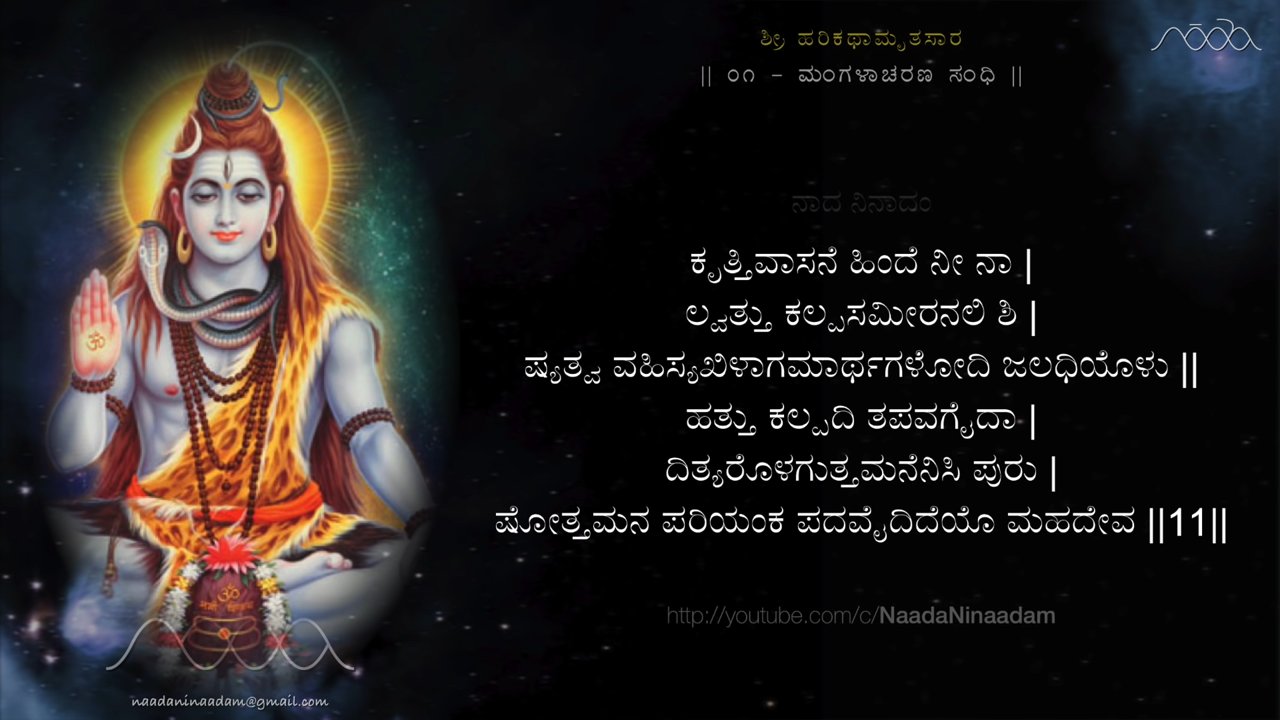 ಶ್ರೀ ಹರಿಕಥಾಮೃತಸಾರ
|| ೦೧ - ಮಂಗಳಾಚರಣ ಸಂಧಿ ||
nāda
ನಾದ ನಿನಾದಂ
ಕೃತ್ತಿವಾಸನೆ ಹಿಂದೆ ನೀ ನಾ |
ಲ್ವತ್ತು ಕಲ್ಪಸಮೀರನಲಿ ಶಿ |
ಷ್ಯತ್ವ ವಹಿಸ್ಯಖಿಳಾಗಮಾರ್ಥಗಳೋದಿ ಜಲಧಿಯೊಳು ||
ಹತ್ತು ಕಲ್ಪದಿ ತಪವಗೈದಾ |
ದಿತ್ಯರೊಳಗುತ್ತಮನೆನಿಸಿ ಪುರು |
ಷೋತ್ತಮನ ಪರಿಯಂಕ ಪದವೈದಿದೆಯೊ ಮಹದೇವ ||11||
http://youtube.com/c/NaadaNinaadam
ॐ
ॐ
naadaninaadam@gmail.com